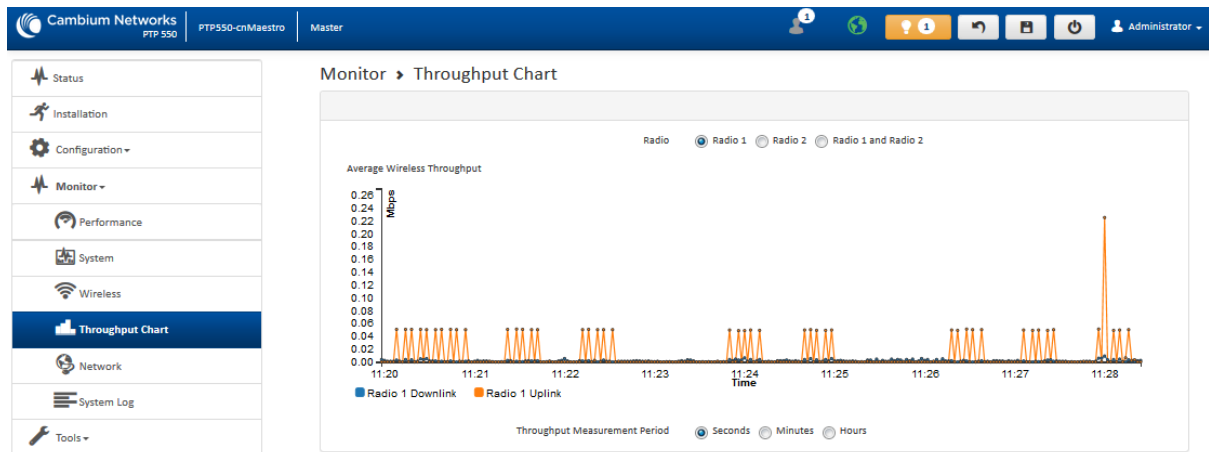 Cambium Networks
PTP 550
PTP550-cnMaestro
Master
1
1
Administrator
Status
Installation
Configuration
Monitor
Performance
System
Wireless
Throughput Chart
Network
System Log
Tools
Monitor > Throughput Chart
Radio Radio 1 Radio 2 Radio 1 and Radio 2
Average Wireless Throughput
Mbps
0.26
0.24
0.22
0.20
0.18
0.16
0.14
0.12
0.10
0.08
0.06
0.04
0.02
0.00
11:20 11:21 11:22 11:23 11:24 11:25 11:26 11:27 11:28
Time
Radio 1 Downlink Radio 1 Uplink
Throughput Measurement Period Seconds Minutes Hours